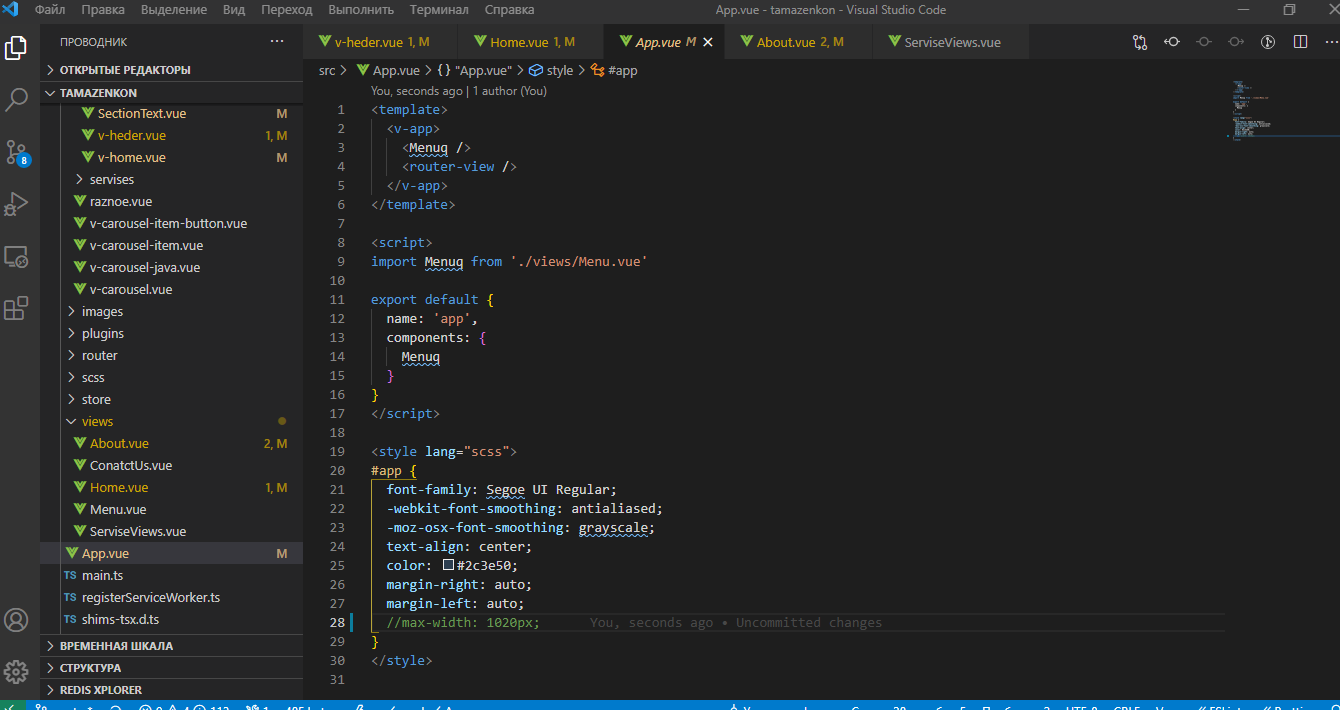 Файл Правка Выделение Вид Переход Выполнить Терминал Справка App.vue - tamazenkon - Visual Studio Code
ПРОВОДНИК ...
ОТКРЫТЫЕ РЕДАКТОРЫ
TAMAZENKON
SectionText.vue M
v-heder.vue 1, M
v-home.vue M
servises
raznoe.vue
v-carousel-item-button.vue
v-carousel-item.vue
v-carousel-java.vue
v-carousel.vue
images
plugins
router
scss
store
views
About.vue 2, M
ConatctUs.vue
Home.vue 1, M
Menu.vue
ServiseViews.vue
App.vue M
TS main.ts
TS registerServiceWorker.ts
TS shims-tsx.d.ts
ВРЕМЕННАЯ ШКАЛА
СТРУКТУРА
REDIS XPLORER
8
v-heder.vue 1, M Home.vue 1, M App.vue M About.vue 2, M ServiseViews.vue
src > App.vue > {} "App.vue" > style > #app
You, seconds ago | 1 author (You)
1 <template>
2 <v-app>
3 <Menuq />
4 <router-view />
5 </v-app>
6 </template>
7
8 <script>
9 import Menuq from './views/Menu.vue'
10
11 export default {
12 name: 'app',
13 components: {
14 Menuq
15 }
16 }
17 </script>
18
19 <style lang="scss">
20 #app {
21 font-family: Segoe UI Regular;
22 -webkit-font-smoothing: antialiased;
23 -moz-osx-font-smoothing: grayscale;
24 text-align: center;
25 color: #2c3e50;
26 margin-right: auto;
27 margin-left: auto;
28 //max-width: 1020px; You, seconds ago • Uncommitted changes
29 }
30 </style>
31